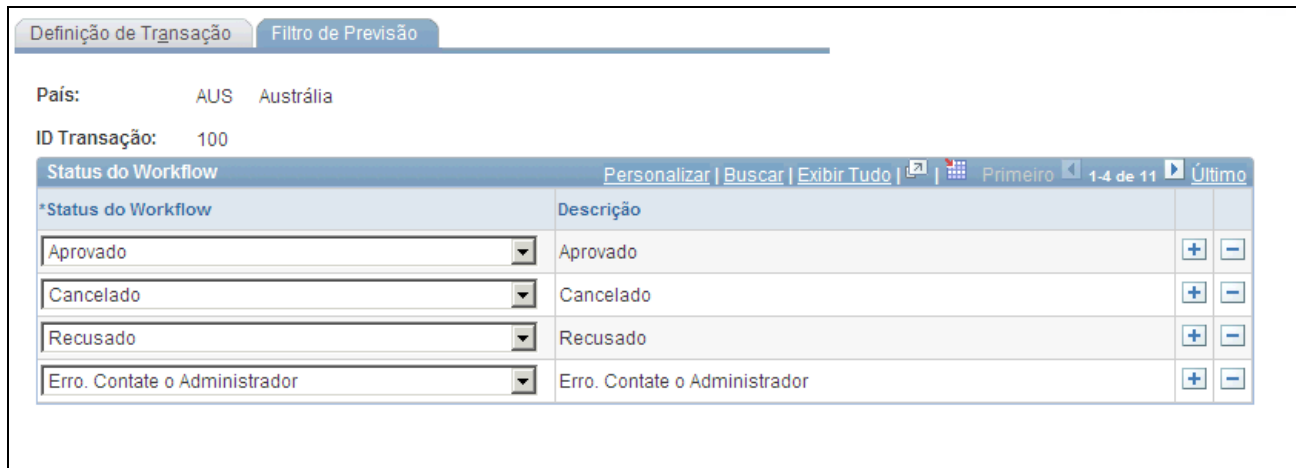 Definição de Transação Filtro de Previsão
País: AUS Austrália
ID Transação: 100
Status do Workflow Personalizar | Buscar | Exibir Tudo | | Primeiro 1-4 de 11 Último
*Status do Workflow Descrição
Aprovado Aprovado
Cancelado Cancelado
Recusado Recusado
Erro. Contate o Administrador Erro. Contate o Administrador